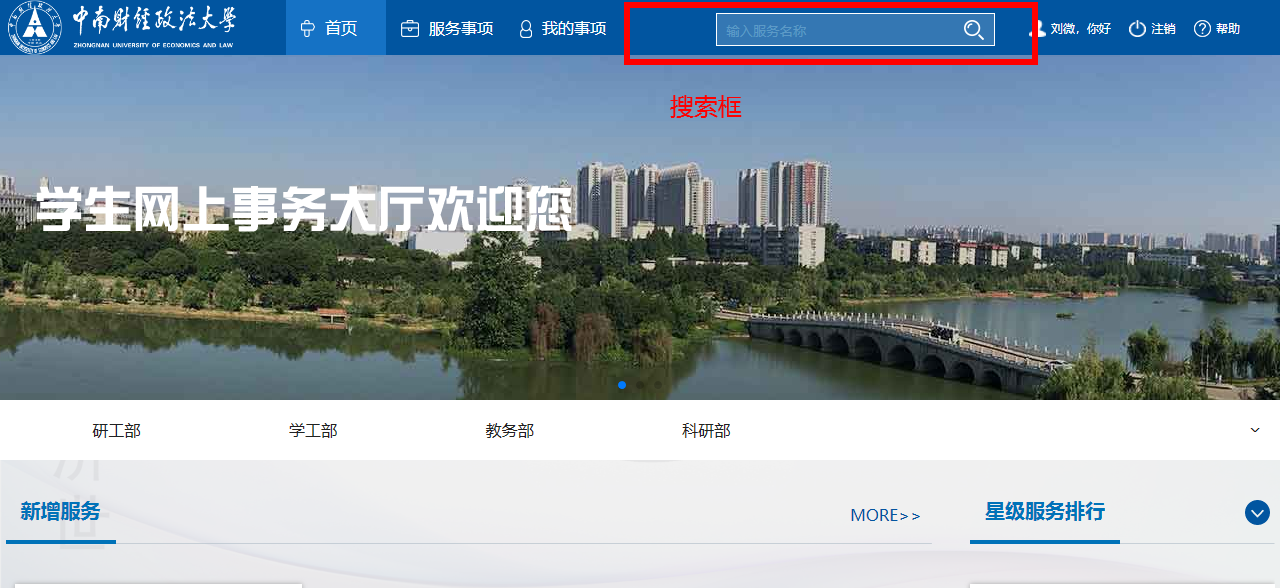 中南财经政法大学
ZHONGNAN UNIVERSITY OF ECONOMICS AND LAW
首页 服务事项 我的事项 输入服务名称 刘微，你好 注销 帮助
搜索框
学生网上事务大厅欢迎您
研工部 学工部 教务部 科研部
济
世
新增服务 MORE>> 星级服务排行